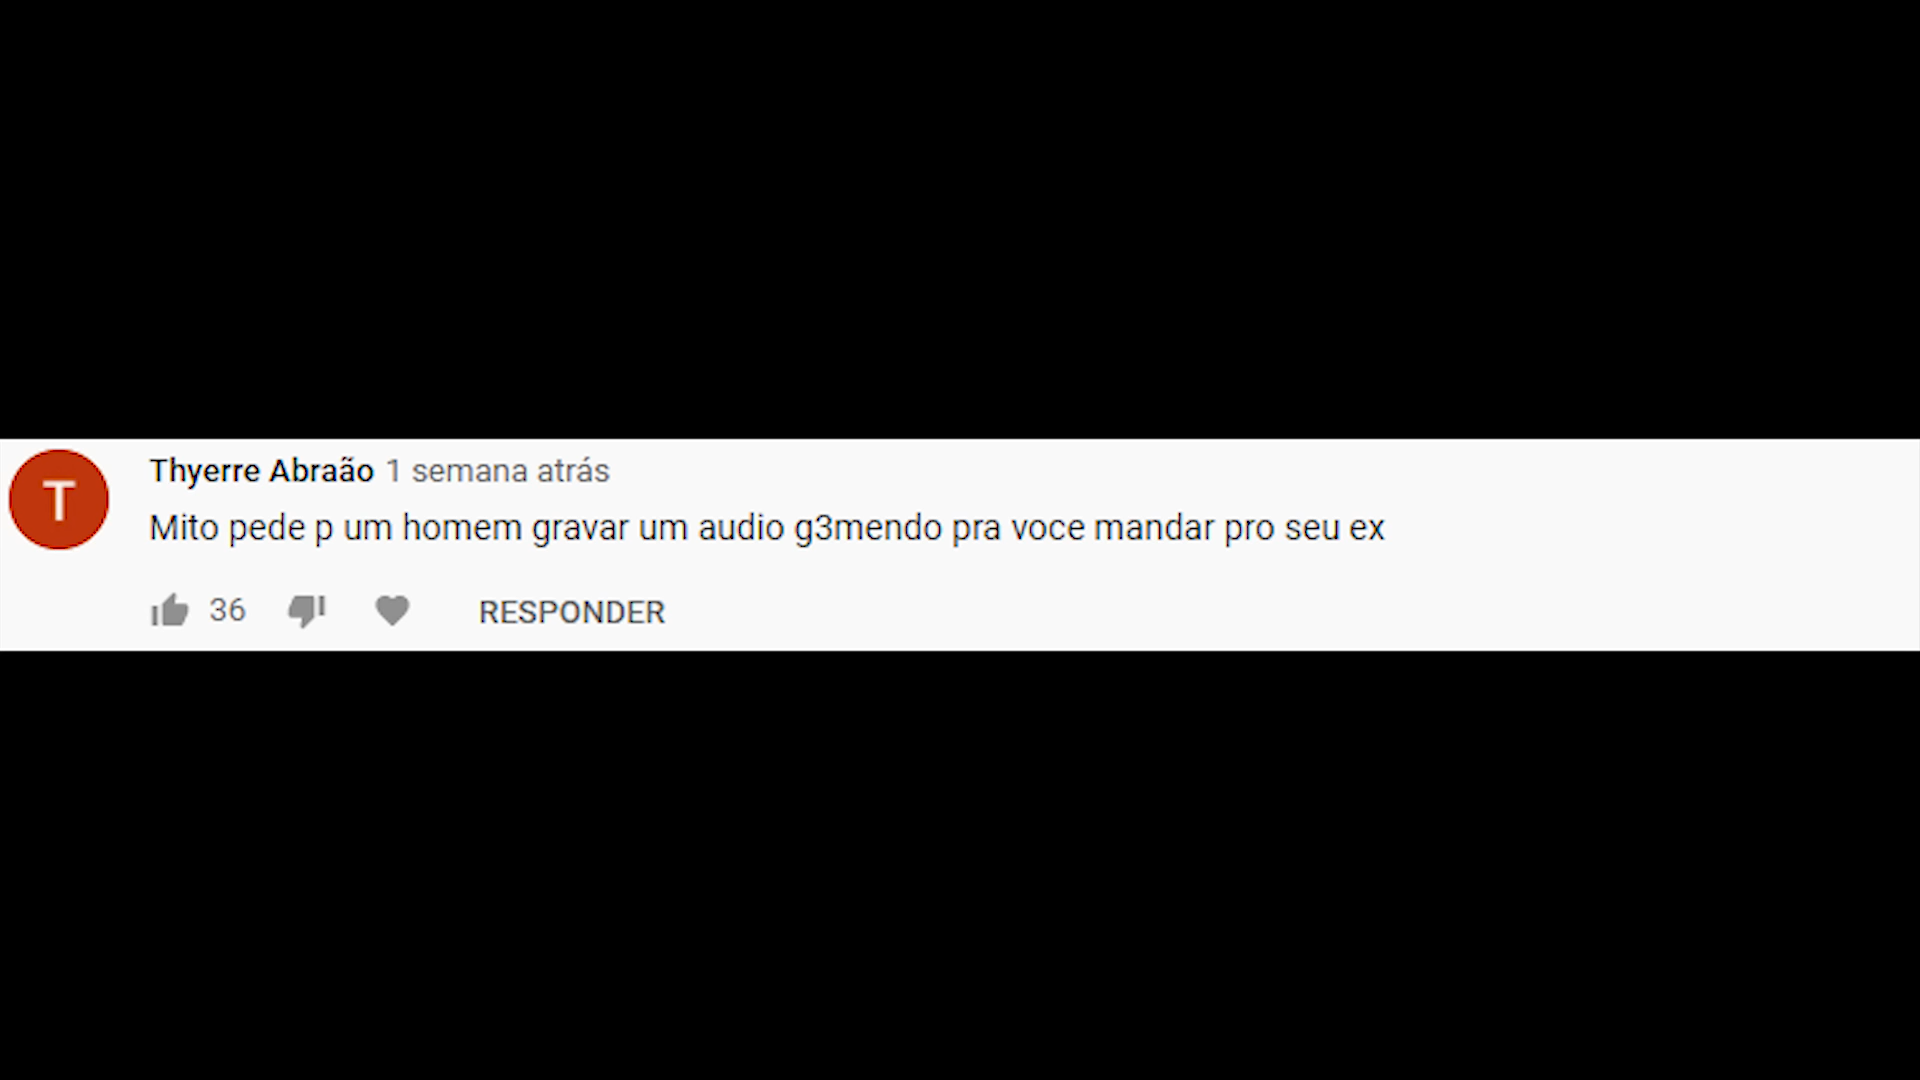 T
Thyerre Abraão 1 semana atrás
Mito pede p um homem gravar um audio g3mendo pra voce mandar pro seu ex
36 RESPONDER